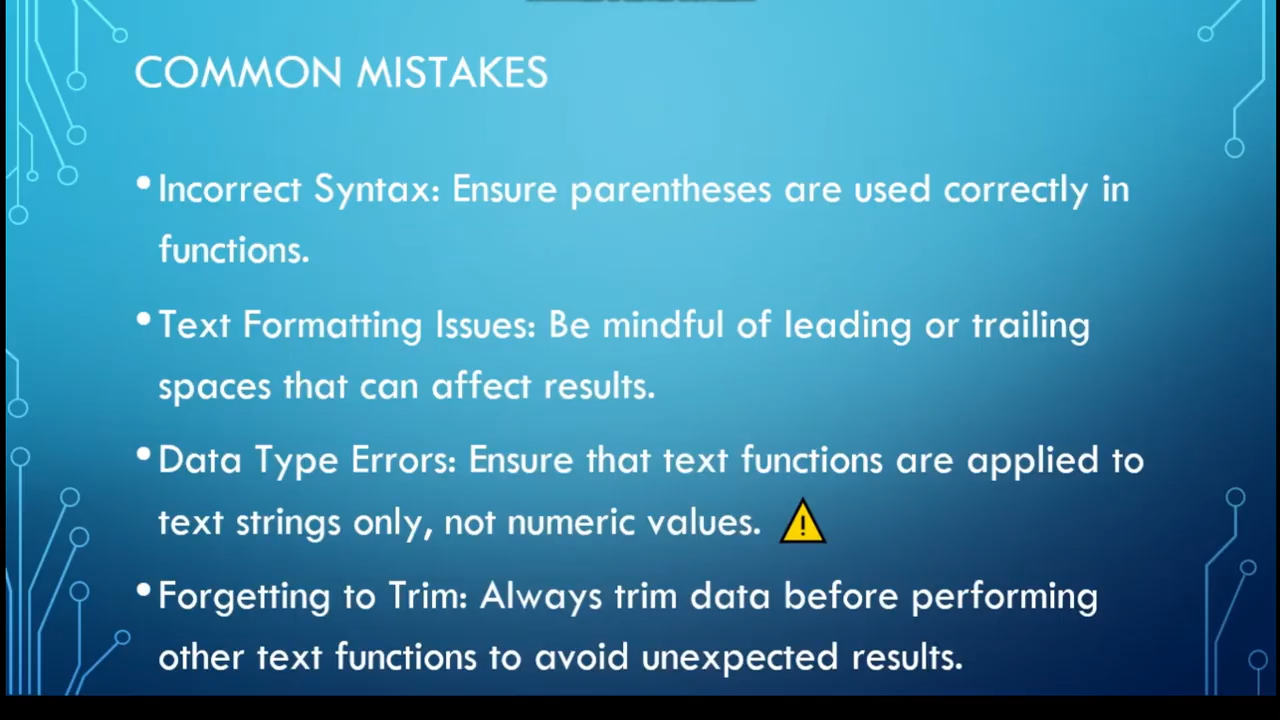 COMMON MISTAKES
•Incorrect Syntax: Ensure parentheses are used correctly in
functions.
•Text Formatting Issues: Be mindful of leading or trailing
spaces that can affect results.
•Data Type Errors: Ensure that text functions are applied to
text strings only, not numeric values. ⚠
•Forgetting to Trim: Always trim data before performing
other text functions to avoid unexpected results.